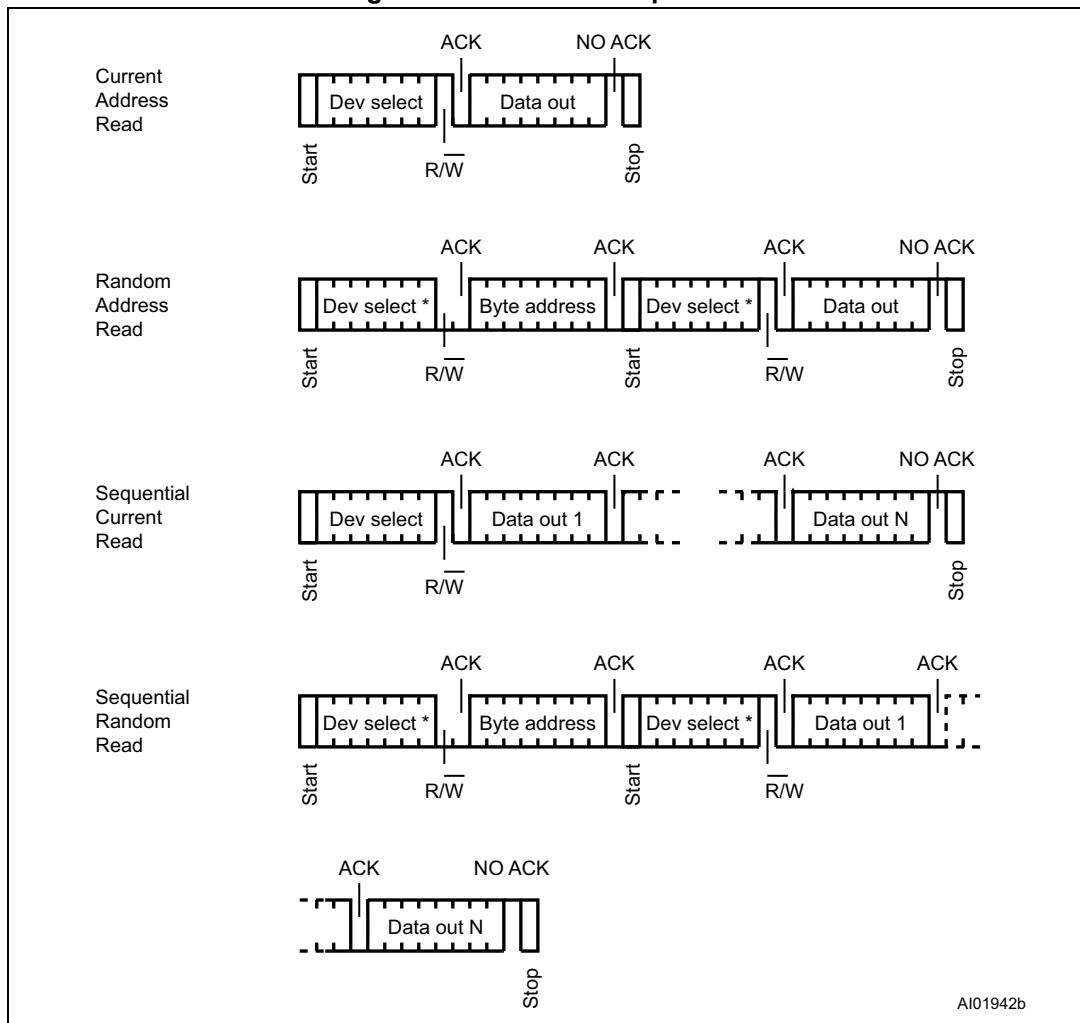 ACK NO ACK
Current
Address
Read
Dev select Data out
Start R/W̅ Stop
ACK ACK ACK NO ACK
Random
Address
Read
Dev select * Byte address Dev select * Data out
Start R/W̅ Start R̅/W Stop
ACK ACK ACK NO ACK
Sequential
Current
Read
Dev select Data out 1 Data out N
Start R/W̅ Stop
ACK ACK ACK ACK
Sequential
Random
Read
Dev select * Byte address Dev select * Data out 1
Start R/W̅ Start R̅/W
ACK NO ACK
Data out N
Stop
AI01942b